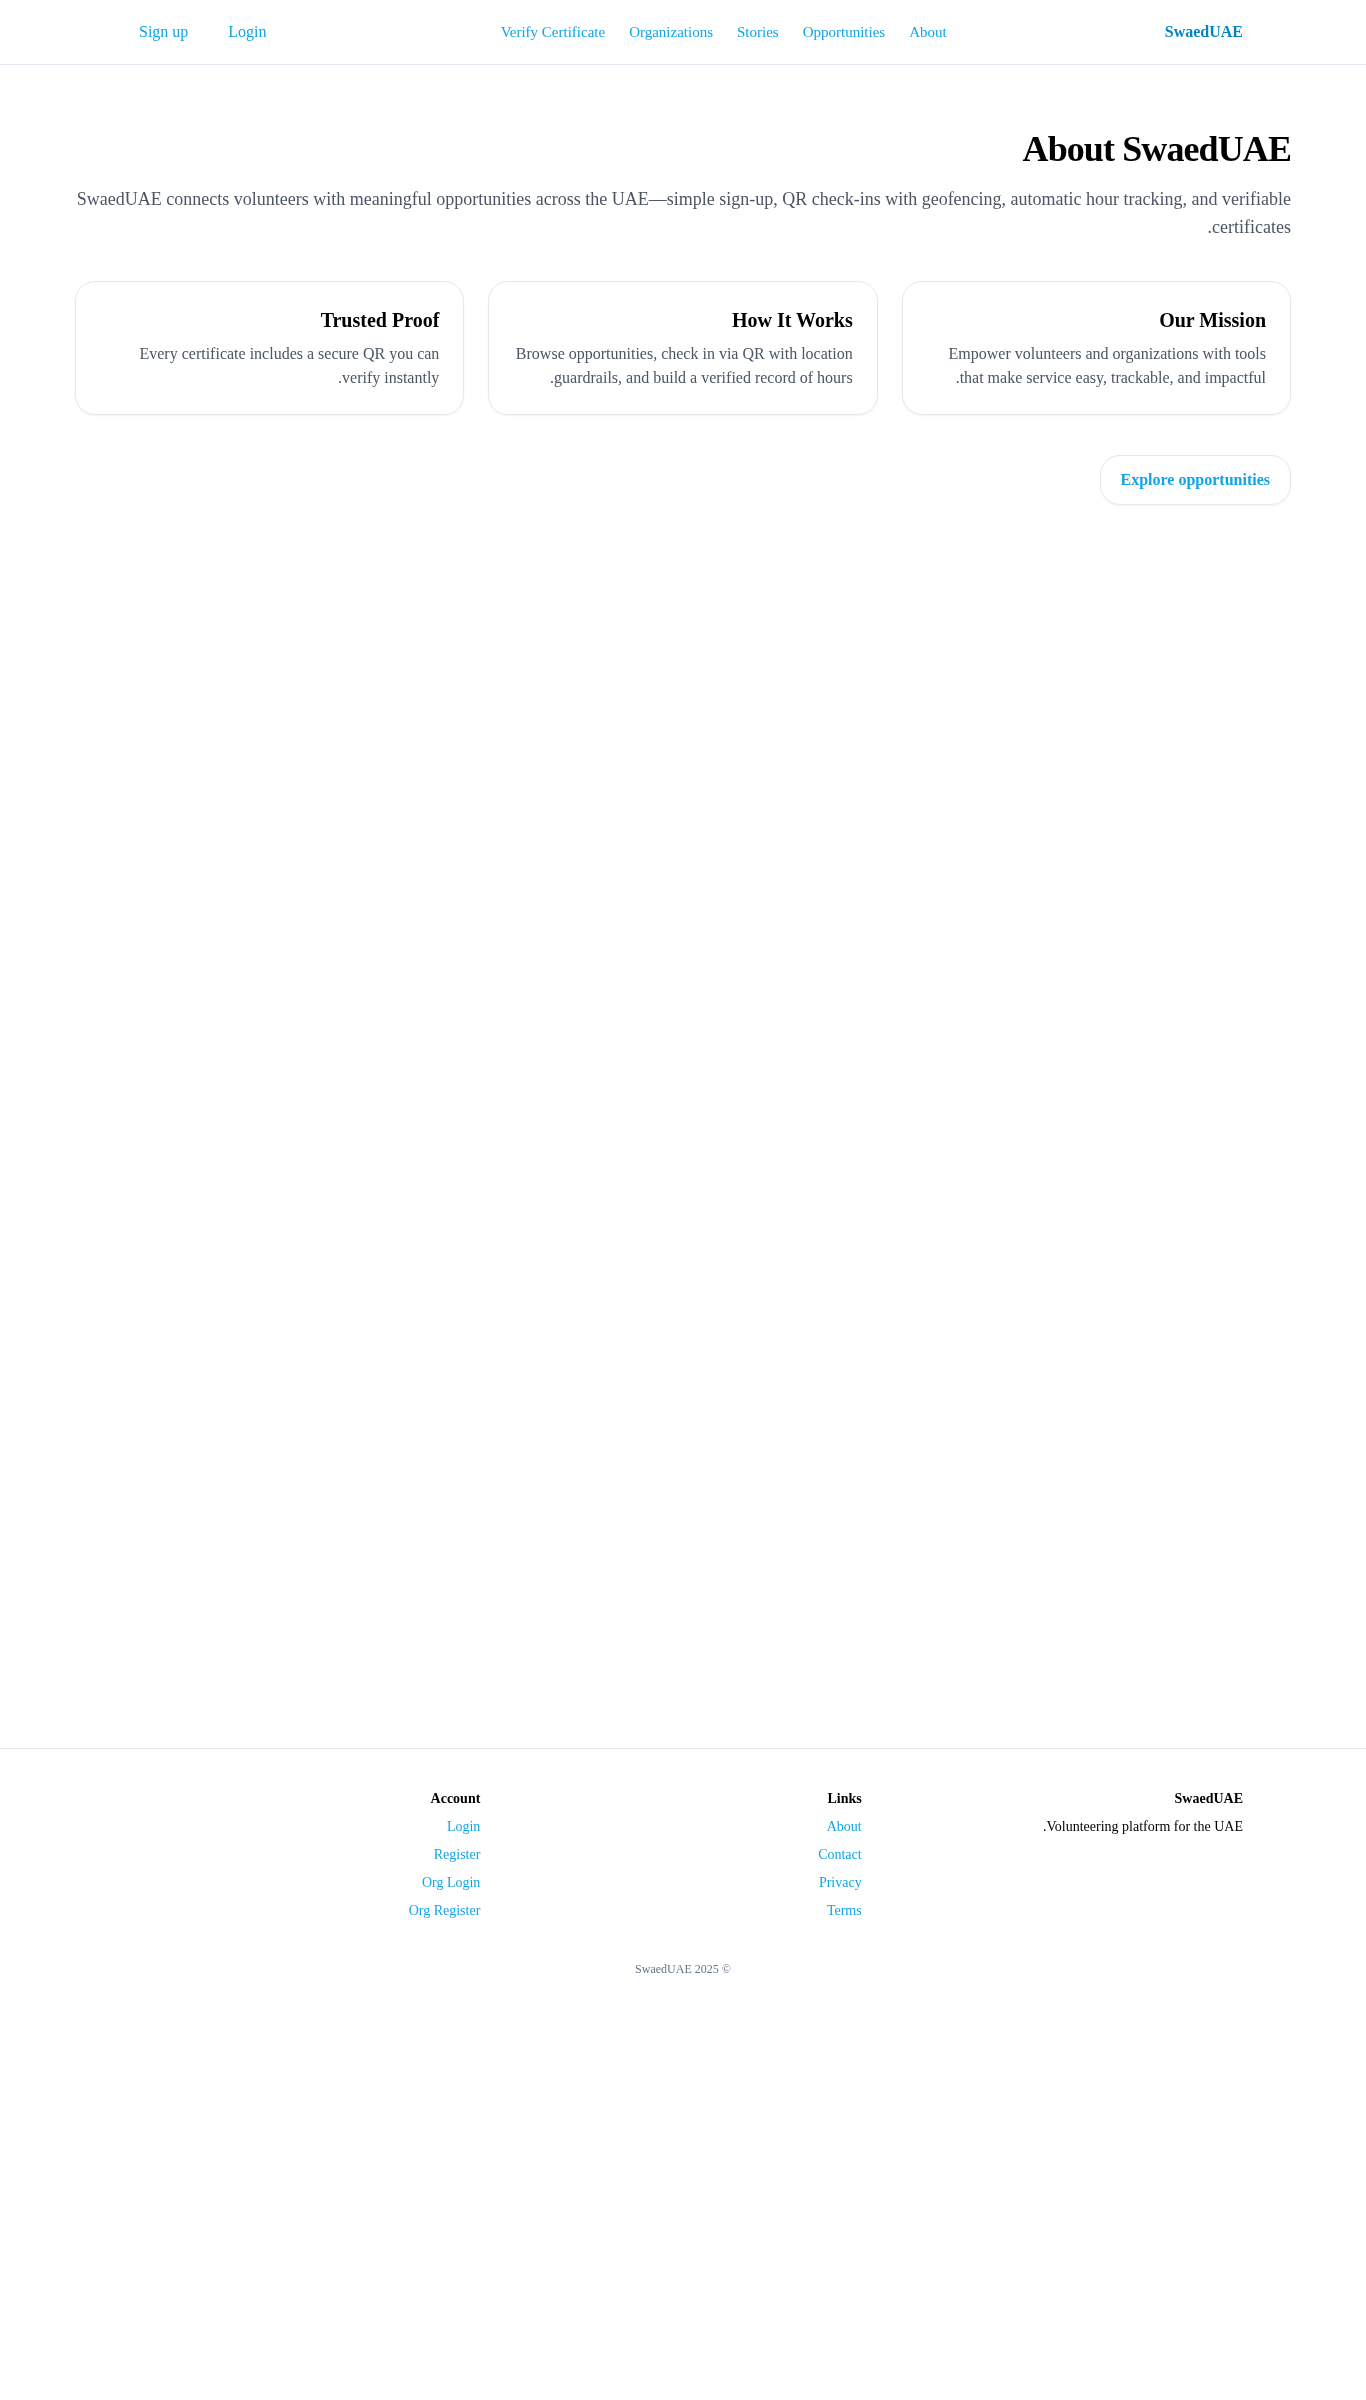 SwaedUAE
About
Opportunities
Stories
Organizations
Verify Certificate
Login
Sign up
About SwaedUAE
SwaedUAE connects volunteers with meaningful opportunities across the UAE—simple sign-up, QR check-ins with geofencing, automatic hour tracking, and verifiable
.certificates
Our Mission
Empower volunteers and organizations with tools
.that make service easy, trackable, and impactful
How It Works
Browse opportunities, check in via QR with location
.guardrails, and build a verified record of hours
Trusted Proof
Every certificate includes a secure QR you can
.verify instantly
Explore opportunities
SwaedUAE
.Volunteering platform for the UAE
Links
About
Contact
Privacy
Terms
Account
Login
Register
Org Login
Org Register
SwaedUAE 2025 ©